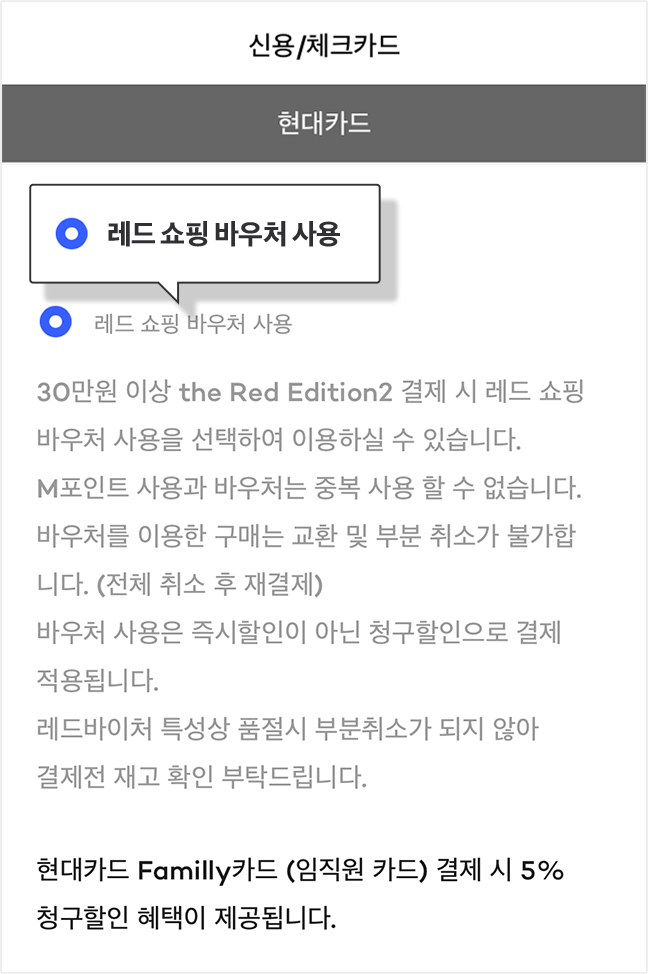 신용/체크카드
현대카드
레드 쇼핑 바우처 사용
레드 쇼핑 바우처 사용
30만원 이상 the Red Edition2 결제 시 레드 쇼핑
바우처 사용을 선택하여 이용하실 수 있습니다.
M포인트 사용과 바우처는 중복 사용 할 수 없습니다.
바우처를 이용한 구매는 교환 및 부분 취소가 불가합
니다. (전체 취소 후 재결제)
바우처 사용은 즉시할인이 아닌 청구할인으로 결제
적용됩니다.
레드바이처 특성상 품절시 부분취소가 되지 않아
결제전 재고 확인 부탁드립니다.
현대카드 Familly카드 (임직원 카드) 결제 시 5%
청구할인 혜택이 제공됩니다.